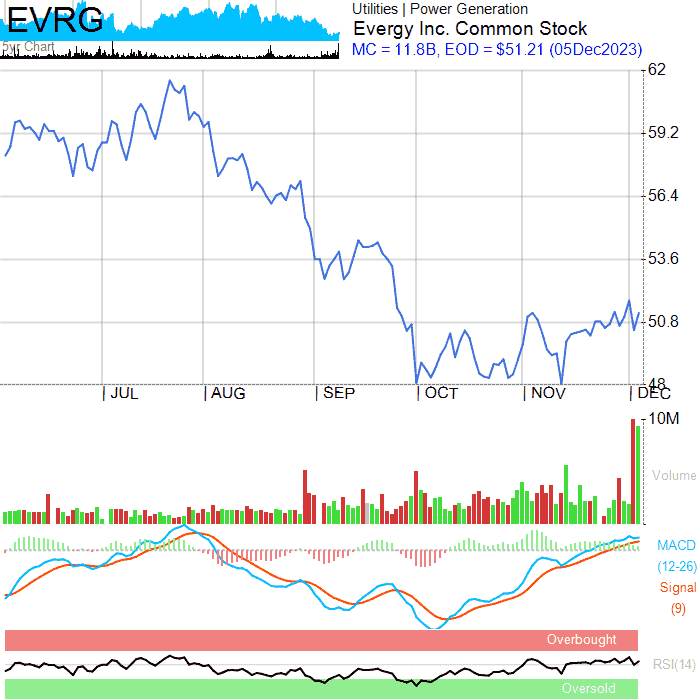 EVRG
5yr Chart
Utilities | Power Generation
Evergy Inc. Common Stock
MC = 11.8B, EOD = $51.21 (05Dec2023)
62
59.2
56.4
53.6
50.8
48
| JUL | AUG | SEP | OCT | NOV | DEC
10M
Volume
MACD
(12-26)
Signal
(9)
Overbought
RSI(14)
Oversold